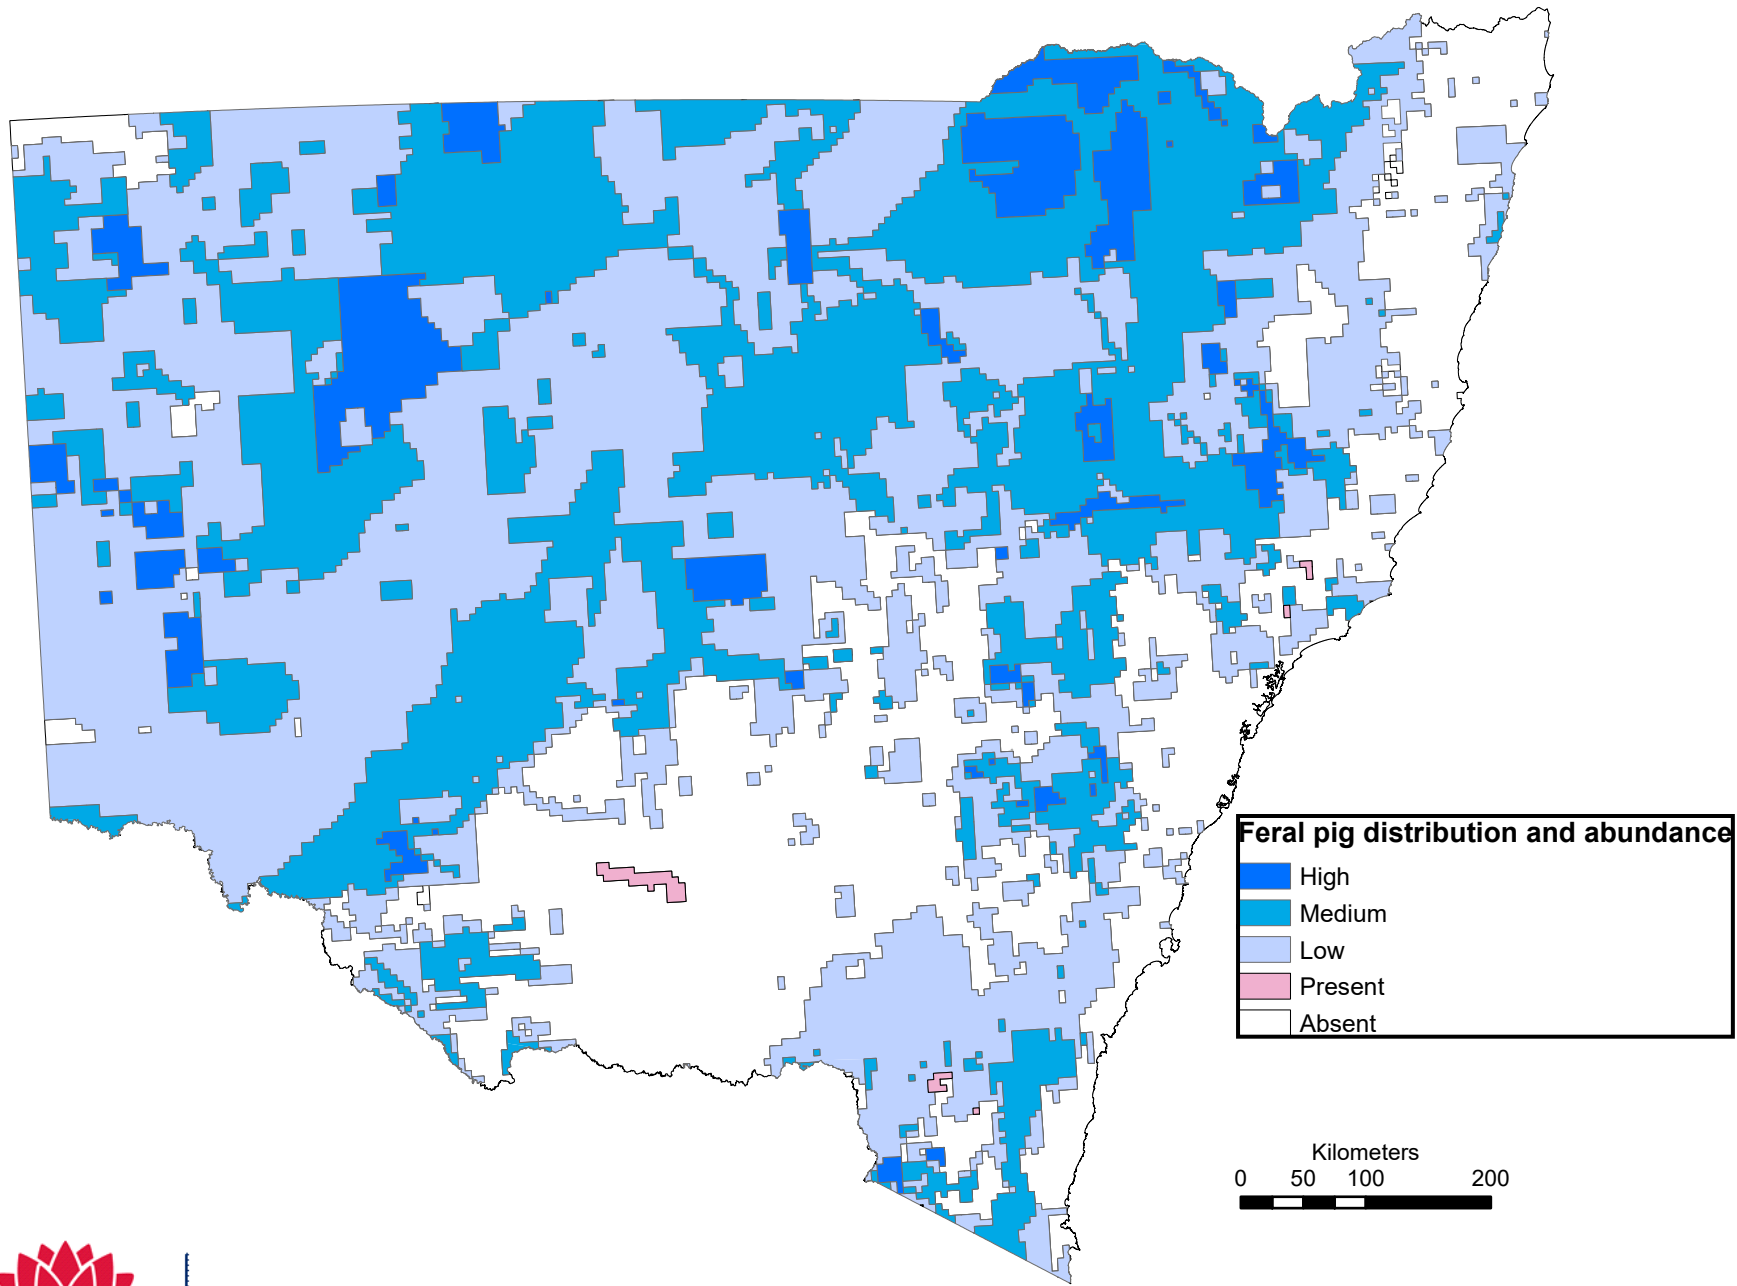 Feral pig distribution and abundance
High
Medium
Low
Present
Absent
Kilometers
0 50 100 200